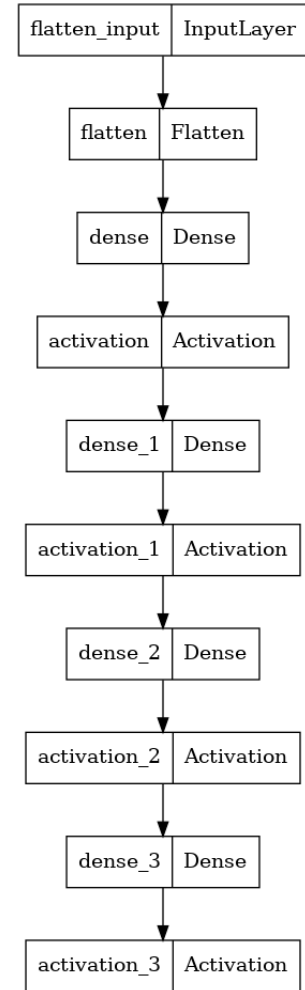 flatten_input InputLayer
flatten Flatten
dense Dense
activation Activation
dense_1 Dense
activation_1 Activation
dense_2 Dense
activation_2 Activation
dense_3 Dense
activation_3 Activation